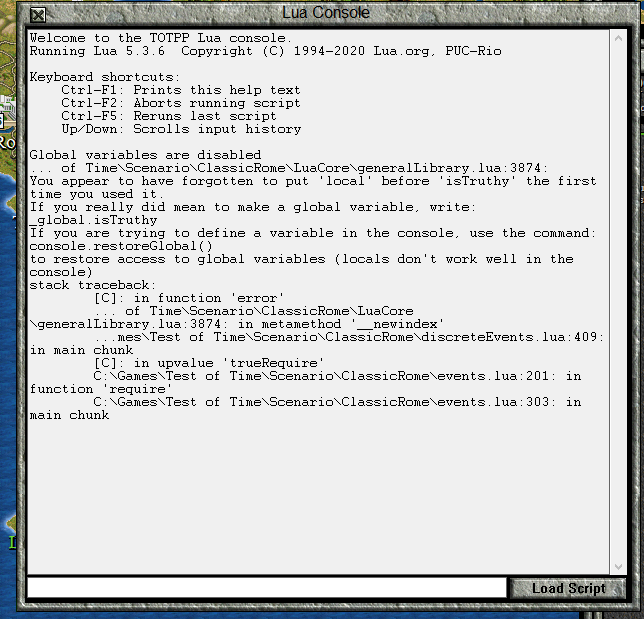 Lua Console
Welcome to the TOTPP Lua console.
Running Lua 5.3.6  Copyright (C) 1994-2020 Lua.org, PUC-Rio
Keyboard shortcuts:
Ctrl-F1: Prints this help text
Ctrl-F2: Aborts running script
Ctrl-F5: Reruns last script
Up/Down: Scrolls input history
Global variables are disabled
... of Time\Scenario\ClassicRome\LuaCore\generalLibrary.lua:3874:
You appear to have forgotten to put 'local' before 'isTruthy' the first
time you used it.
If you really did mean to make a global variable, write:
_global.isTruthy
If you are trying to define a variable in the console, use the command:
console.restoreGlobal()
to restore access to global variables (locals don't work well in the
console)
stack traceback:
[C]: in function 'error'
... of Time\Scenario\ClassicRome\LuaCore
\generalLibrary.lua:3874: in metamethod '__newindex'
...mes\Test of Time\Scenario\ClassicRome\discreteEvents.lua:409:
in main chunk
[C]: in upvalue 'trueRequire'
C:\Games\Test of Time\Scenario\ClassicRome\events.lua:201: in
function 'require'
C:\Games\Test of Time\Scenario\ClassicRome\events.lua:303: in
main chunk
Load Script